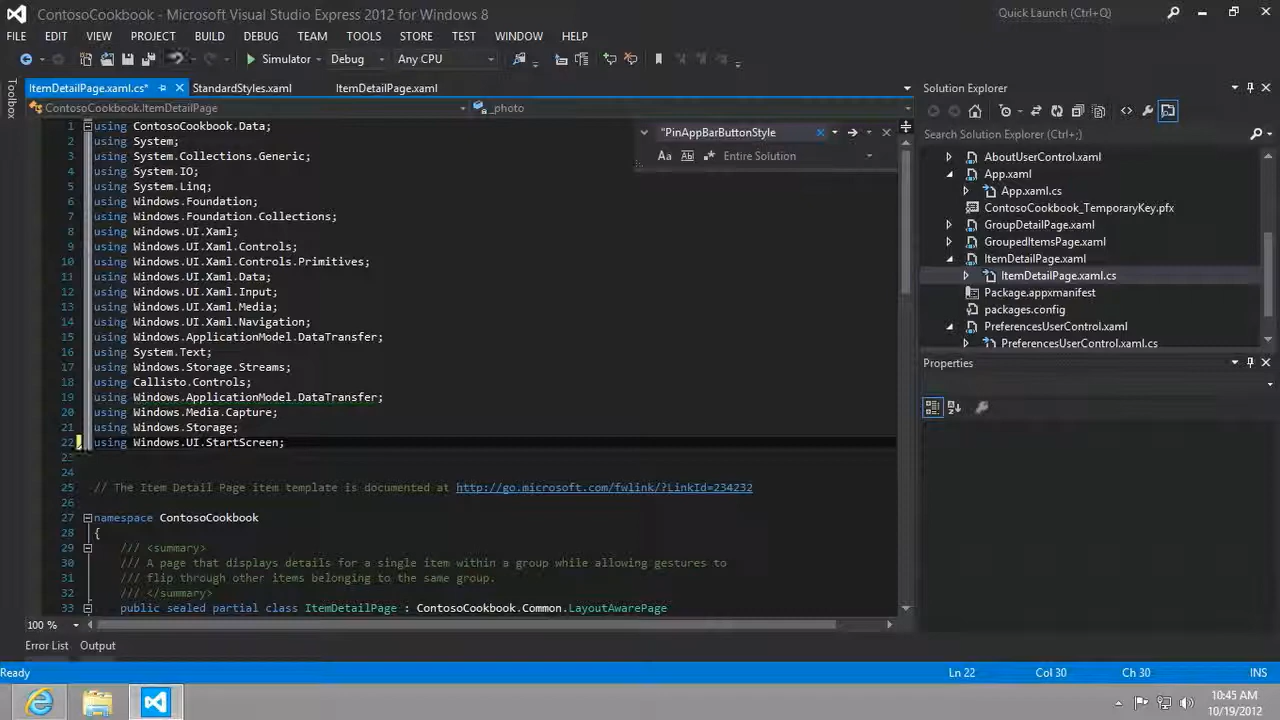 ContosoCookbook - Microsoft Visual Studio Express 2012 for Windows 8
Quick Launch (Ctrl+Q)
FILE EDIT VIEW PROJECT BUILD DEBUG TEAM TOOLS STORE TEST WINDOW HELP
Simulator Debug Any CPU
Toolbox
ItemDetailPage.xaml.cs* StandardStyles.xaml ItemDetailPage.xaml
ContosoCookbook.ItemDetailPage _photo
"PinAppBarButtonStyle
Aa Ab Entire Solution
1 using ContosoCookbook.Data;
2 using System;
3 using System.Collections.Generic;
4 using System.IO;
5 using System.Linq;
6 using Windows.Foundation;
7 using Windows.Foundation.Collections;
8 using Windows.UI.Xaml;
9 using Windows.UI.Xaml.Controls;
10 using Windows.UI.Xaml.Controls.Primitives;
11 using Windows.UI.Xaml.Data;
12 using Windows.UI.Xaml.Input;
13 using Windows.UI.Xaml.Media;
14 using Windows.UI.Xaml.Navigation;
15 using Windows.ApplicationModel.DataTransfer;
16 using System.Text;
17 using Windows.Storage.Streams;
18 using Callisto.Controls;
19 using Windows.ApplicationModel.DataTransfer;
20 using Windows.Media.Capture;
21 using Windows.Storage;
22 using Windows.UI.StartScreen;
23
24
25 // The Item Detail Page item template is documented at http://go.microsoft.com/fwlink/?LinkId=234232
26
27 namespace ContosoCookbook
28 {
29 /// <summary>
30 /// A page that displays details for a single item within a group while allowing gestures to
31 /// flip through other items belonging to the same group.
32 /// </summary>
33 public sealed partial class ItemDetailPage : ContosoCookbook.Common.LayoutAwarePage
100 %
Solution Explorer
Search Solution Explorer (Ctrl+;)
AboutUserControl.xaml
App.xaml
App.xaml.cs
ContosoCookbook_TemporaryKey.pfx
GroupDetailPage.xaml
GroupedItemsPage.xaml
ItemDetailPage.xaml
ItemDetailPage.xaml.cs
Package.appxmanifest
packages.config
PreferencesUserControl.xaml
PreferencesUserControl.xaml.cs
Properties
Error List Output
Ready Ln 22 Col 30 Ch 30 INS
10:45 AM
10/19/2012